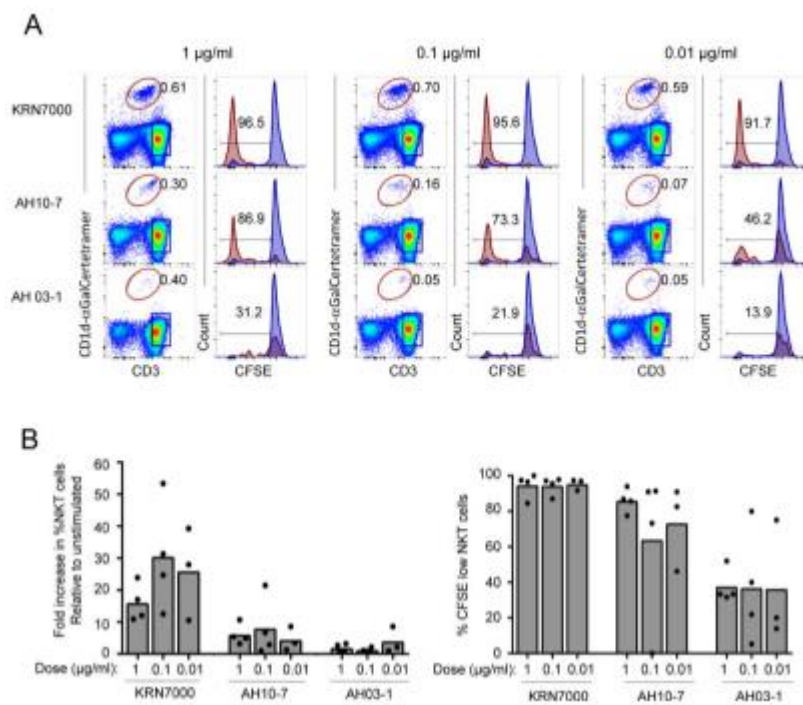 A
1 µg/ml 0.1 µg/ml 0.01 µg/ml
KRN7000 0.61 96.5 0.70 95.6 0.59 91.7
AH10-7 0.30 86.9 0.16 73.3 0.07 46.2
AH 03-1 0.40 31.2 0.05 21.9 0.05 13.9
CD1d-αGalCertetramer Count CD1d-αGalCertetramer Count CD1d-αGalCertetramer Count
CD3 CFSE CD3 CFSE CD3 CFSE
B
Fold increase in %NKT cells
Relative to unstimulated
60
50
40
30
20
10
0
Dose (µg/ml): 1 0.1 0.01 1 0.1 0.01 1 0.1 0.01
KRN7000 AH10-7 AH03-1
% CFSE low NKT cells
100
80
60
40
20
0
Dose (µg/ml): 1 0.1 0.01 1 0.1 0.01 1 0.1 0.01
KRN7000 AH10-7 AH03-1